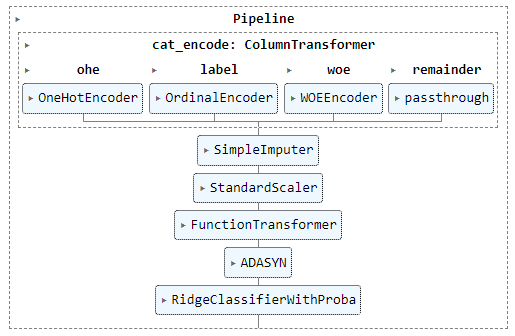 Pipeline
cat_encode: ColumnTransformer
ohe label woe remainder
OneHotEncoder OrdinalEncoder WOEEncoder passthrough
SimpleImputer
StandardScaler
FunctionTransformer
ADASYN
RidgeClassifierWithProba